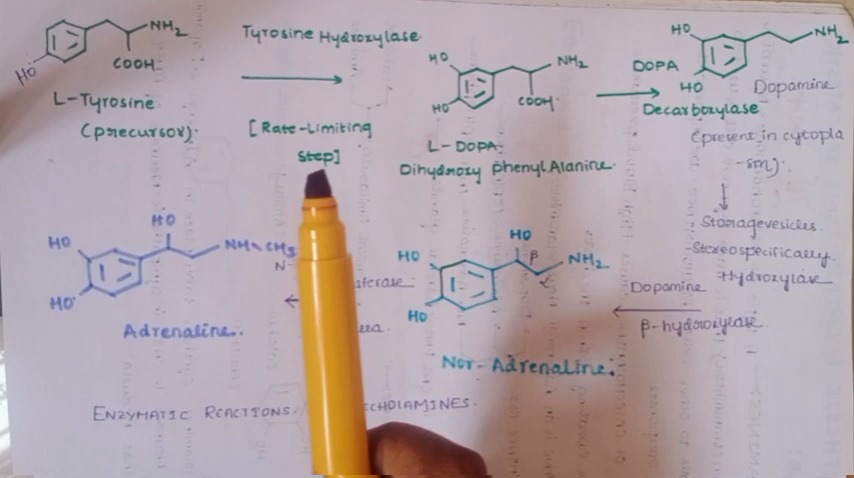 NH2
HO
COOH
L-Tyrosine
(precursor).
Tyrosine Hydroxylase
[Rate-Limiting
Step]
HO
NH2
HO
COOH
L-DOPA
Dihydroxy phenyl Alanine.
HO
NH2
DOPA
HO
Decarboxylase
Dopamine
(present in cytopla
-sm).
Storage vesicles.
Stereospecifically
Hydroxylase
Dopamine
β-hydroxylase.
HO
HO
β
NH2
HO
Nor-Adrenaline.
HO
HO
NH
CH3
HO
Adrenaline.
N-
sferase
ENZYMATIC REACTIONS.
ECHOLAMINES.